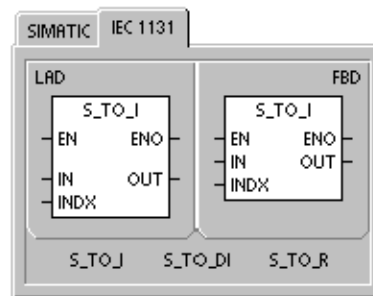 SIMATIC IEC 1131
LAD FBD
S_TO_I S_TO_I
EN ENO EN ENO
IN OUT IN OUT
INDX INDX
S_TO_I S_TO_DI S_TO_R